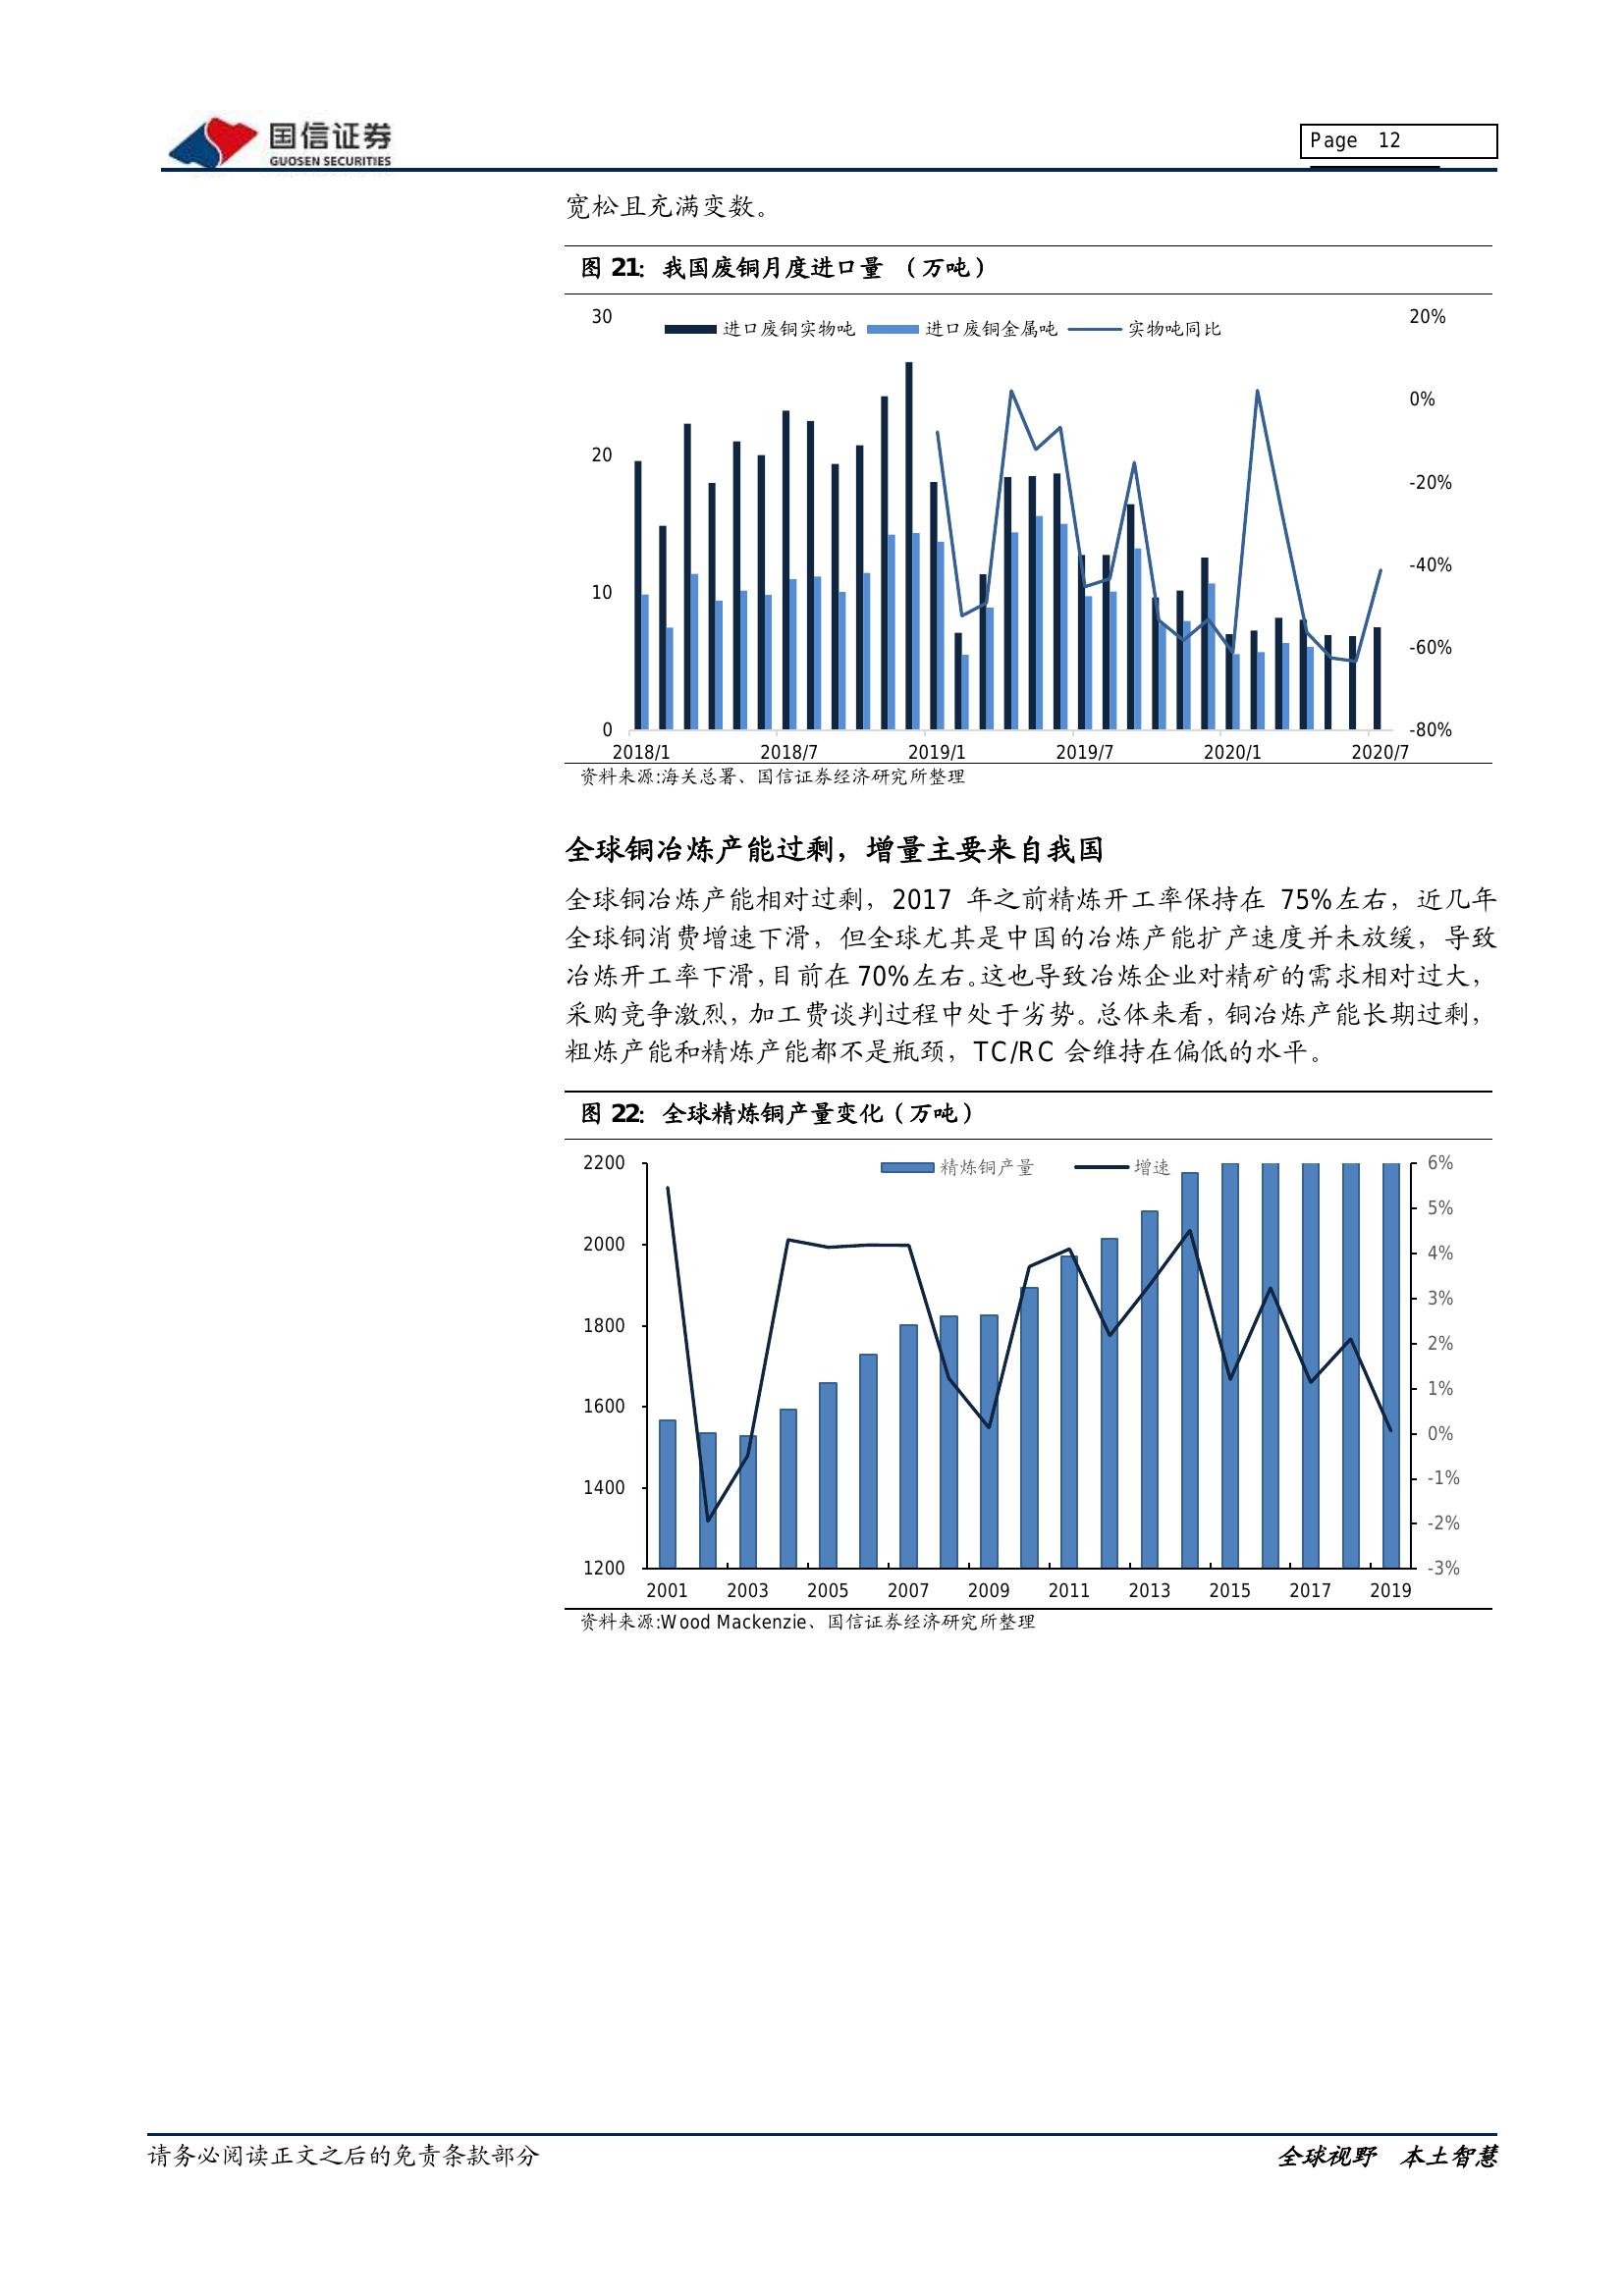 国信证券
GUOSEN SECURITIES
Page 12
宽松且充满变数。
图 21：我国废铜月度进口量 （万吨）
30
20%
进口废铜实物吨 进口废铜金属吨 实物吨同比
0%
20
-20%
-40%
10
-60%
0
-80%
2018/1 2018/7 2019/1 2019/7 2020/1 2020/7
资料来源:海关总署、国信证券经济研究所整理
全球铜冶炼产能过剩，增量主要来自我国
全球铜冶炼产能相对过剩，2017 年之前精炼开工率保持在 75%左右，近几年
全球铜消费增速下滑，但全球尤其是中国的冶炼产能扩产速度并未放缓，导致
冶炼开工率下滑，目前在 70%左右。这也导致冶炼企业对精矿的需求相对过大，
采购竞争激烈，加工费谈判过程中处于劣势。总体来看，铜冶炼产能长期过剩，
粗炼产能和精炼产能都不是瓶颈，TC/RC 会维持在偏低的水平。
图 22：全球精炼铜产量变化（万吨）
2200
6%
精炼铜产量 增速
5%
2000
4%
3%
1800
2%
1%
1600
0%
-1%
1400
-2%
1200
-3%
2001 2003 2005 2007 2009 2011 2013 2015 2017 2019
资料来源:Wood Mackenzie、国信证券经济研究所整理
请务必阅读正文之后的免责条款部分
全球视野 本土智慧